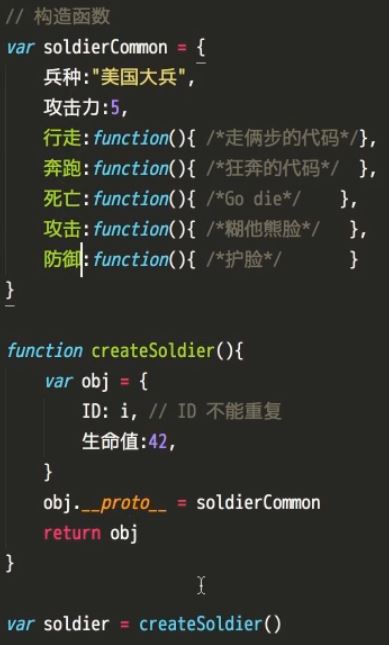 // 构造函数
var soldierCommon = {
兵种:"美国大兵",
攻击力:5,
行走:function(){ /*走俩步的代码*/},
奔跑:function(){ /*狂奔的代码*/ },
死亡:function(){ /*Go die*/ },
攻击:function(){ /*糊他熊脸*/ },
防御:function(){ /*护脸*/ }
}
function createSoldier(){
var obj = {
ID: i, // ID 不能重复
生命值:42,
}
obj.__proto__ = soldierCommon
return obj
}
var soldier = createSoldier()